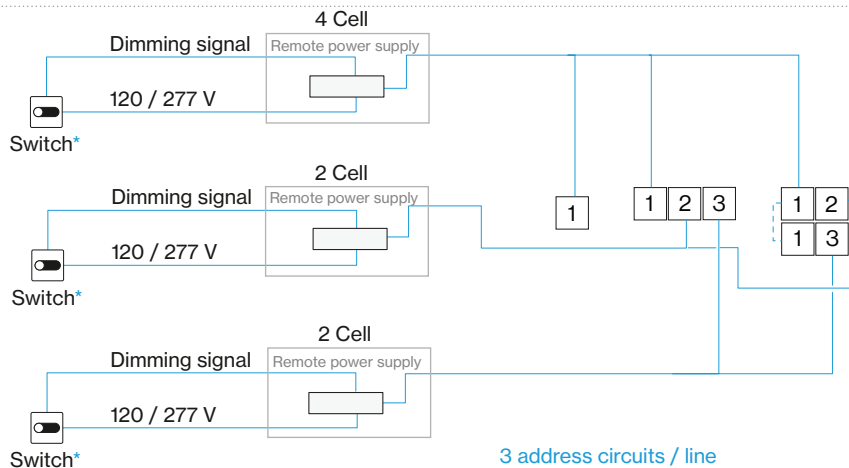 4 Cell
Dimming signal
Remote power supply
120 / 277 V
Switch*
2 Cell
Dimming signal
Remote power supply
120 / 277 V
Switch*
1
1 2 3
1 2
1 3
2 Cell
Dimming signal
Remote power supply
120 / 277 V
Switch*
3 address circuits / line